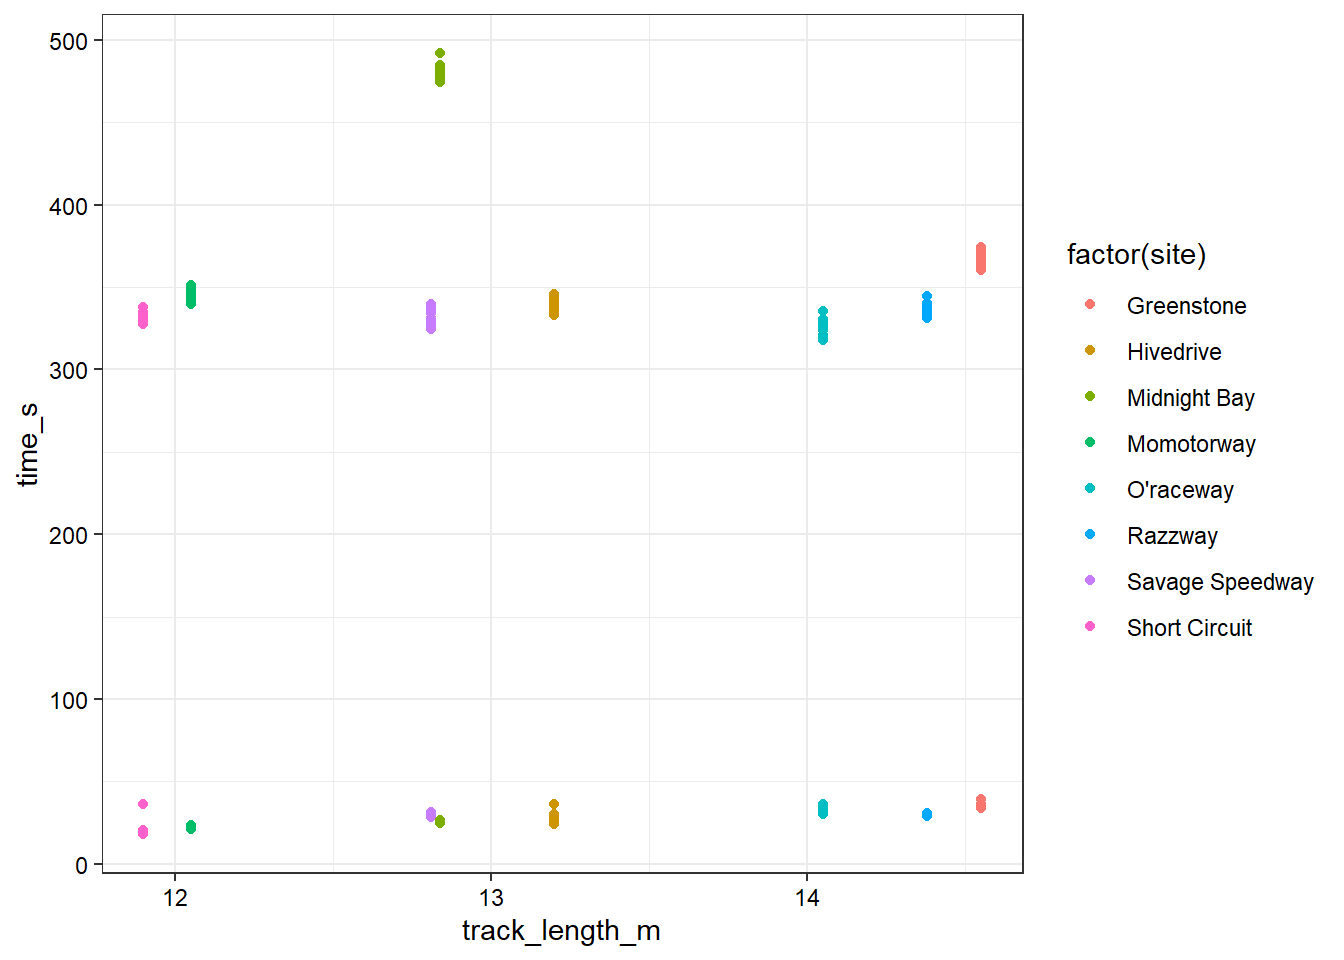 500
400
300
200
100
0
time_s
12 13 14
track_length_m
factor(site)
Greenstone
Hivedrive
Midnight Bay
Momotorway
O'raceway
Razzway
Savage Speedway
Short Circuit